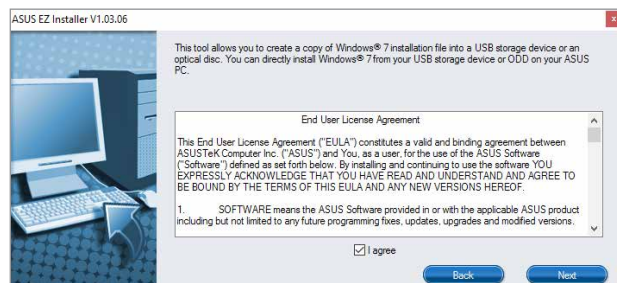 ASUS EZ Installer V1.03.06
x
This tool allows you to create a copy of Windows® 7 installation file into a USB storage device or an
optical disc. You can directly install Windows® 7 from your USB storage device or ODD on your ASUS
PC.
End User License Agreement
This End User License Agreement ("EULA") constitutes a valid and binding agreement between
ASUSTeK Computer Inc. ("ASUS") and You, as a user, for the use of the ASUS Software
("Software") defined as set forth below. By installing and continuing to use the software YOU
EXPRESSLY ACKNOWLEDGE THAT YOU HAVE READ AND UNDERSTAND AND AGREE TO
BE BOUND BY THE TERMS OF THIS EULA AND ANY NEW VERSIONS HEREOF.
1. SOFTWARE means the ASUS Software provided in or with the applicable ASUS product
including but not limited to any future programming fixes, updates, upgrades and modified versions.
I agree
Back Next